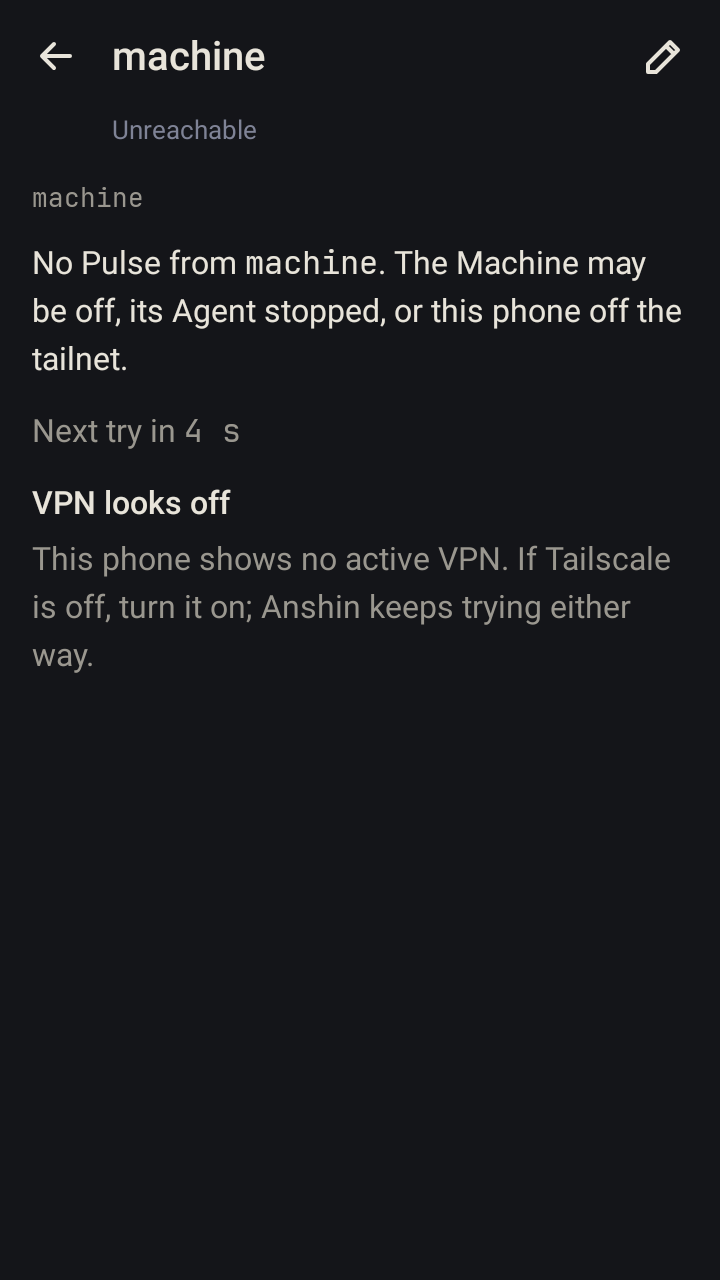 machine
Unreachable
machine
No Pulse from machine. The Machine may
be off, its Agent stopped, or this phone off the
tailnet.
Next try in 4 s
VPN looks off
This phone shows no active VPN. If Tailscale
is off, turn it on; Anshin keeps trying either
way.